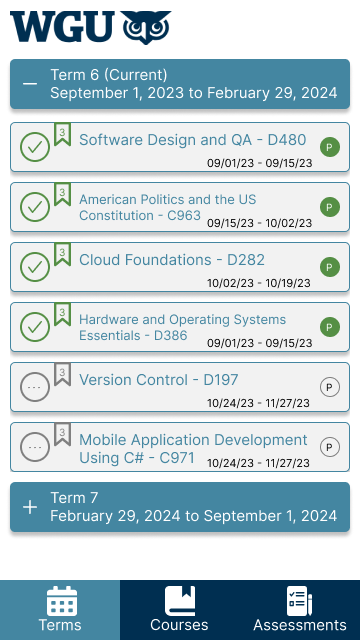 WGU
Term 6 (Current)
September 1, 2023 to February 29, 2024
3
Software Design and QA - D480
P
09/01/23 - 09/15/23
3
American Politics and the US
Constitution - C963
P
09/15/23 - 10/02/23
3
Cloud Foundations - D282
P
10/02/23 - 10/19/23
3
Hardware and Operating Systems
Essentials - D386
P
09/01/23 - 09/15/23
3
Version Control - D197
P
10/24/23 - 11/27/23
3
Mobile Application Development
Using C# - C971
P
10/24/23 - 11/27/23
Term 7
February 29, 2024 to September 1, 2024
Terms
Courses
Assessments